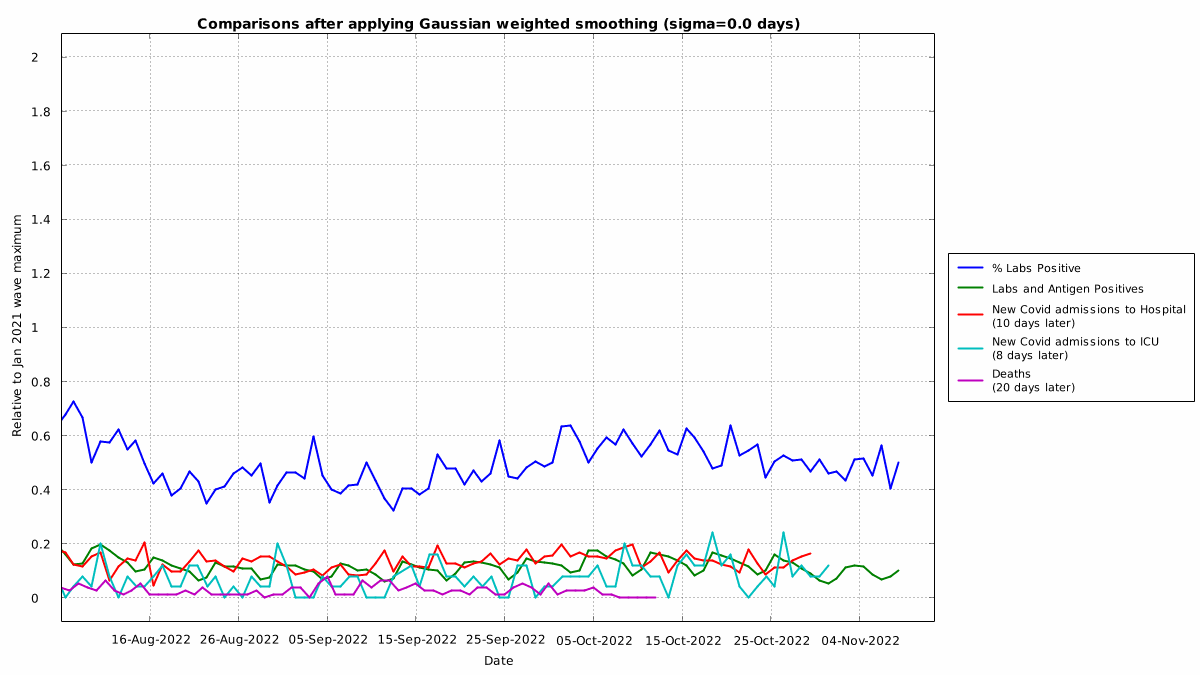 Comparisons after applying Gaussian weighted smoothing (sigma=0.0 days)
Relative to Jan 2021 wave maximum
2
1.8
1.6
1.4
1.2
1
0.8
0.6
0.4
0.2
0
16-Aug-2022
26-Aug-2022
05-Sep-2022
15-Sep-2022
25-Sep-2022
05-Oct-2022
15-Oct-2022
25-Oct-2022
04-Nov-2022
Date
% Labs Positive
Labs and Antigen Positives
New Covid admissions to Hospital
(10 days later)
New Covid admissions to ICU
(8 days later)
Deaths
(20 days later)